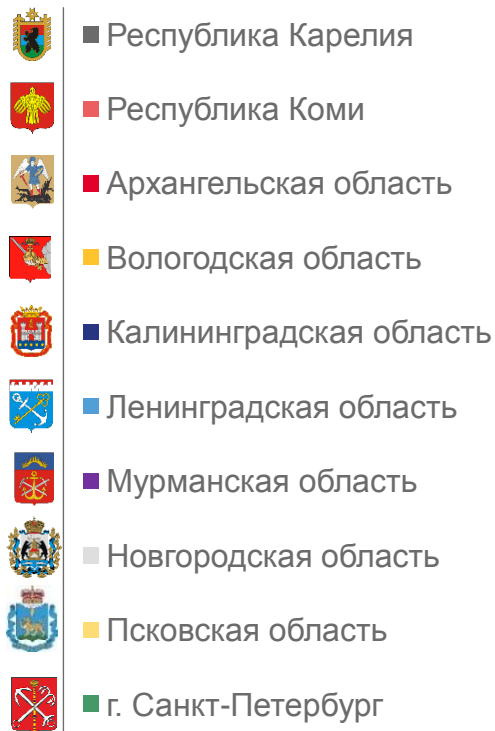 Республика Карелия
Республика Коми
Архангельская область
Вологодская область
Калининградская область
Ленинградская область
Мурманская область
Новгородская область
Псковская область
г. Санкт-Петербург